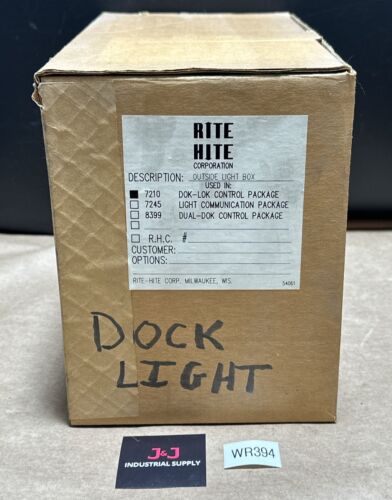 RITE
HITE
CORPORATION
DESCRIPTION: OUTSIDE LIGHT BOX
USED IN:
7210 DOK-LOK CONTROL PACKAGE
7245 LIGHT COMMUNICATION PACKAGE
8399 DUAL-DOK CONTROL PACKAGE
R.H.C. #
CUSTOMER:
OPTIONS:
RITE-HITE CORP. MILWAUKEE, WIS. 54061
DOCK
LIGHT
J&J
INDUSTRIAL SUPPLY
WR394